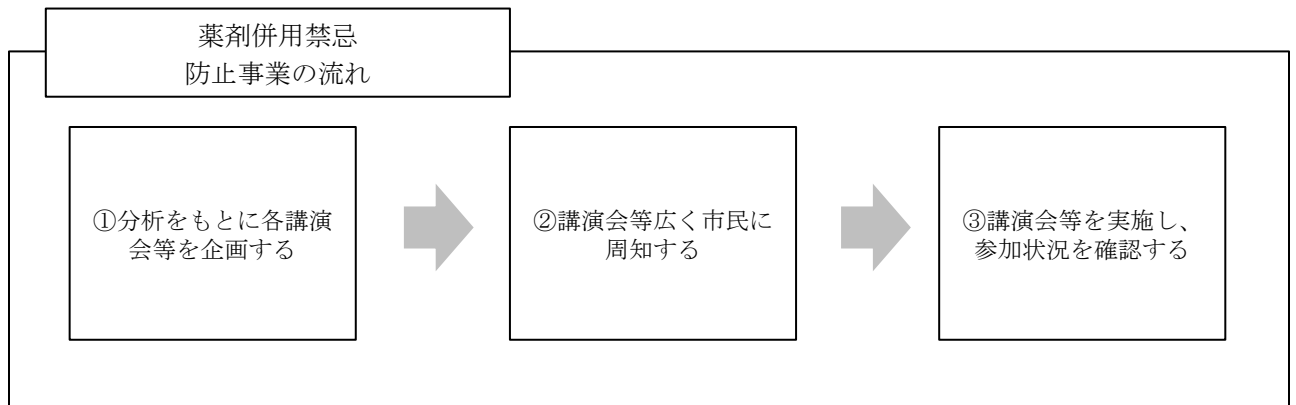 薬剤併用禁忌
防止事業の流れ
①分析をもとに各講演
会等を企画する
②講演会等広く市民に
周知する
③講演会等を実施し、
参加状況を確認する